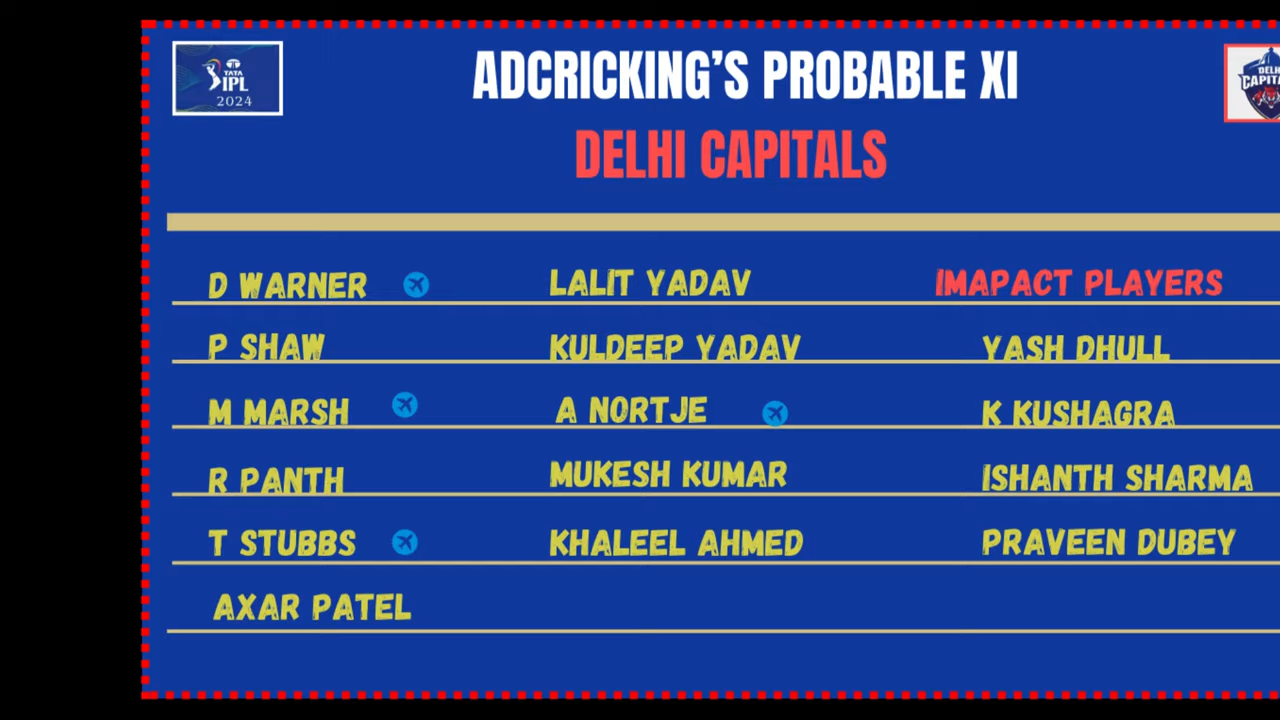 TATA
IPL
2024
ADCRICKING'S PROBABLE XI
DELHI CAPITALS
D WARNER
P SHAW
M MARSH
R PANTH
T STUBBS
AXAR PATEL
LALIT YADAV
KULDEEP YADAV
A NORTJE
MUKESH KUMAR
KHALEEL AHMED
IMAPACT PLAYERS
YASH DHULL
K KUSHAGRA
ISHANTH SHARMA
PRAVEEN DUBEY